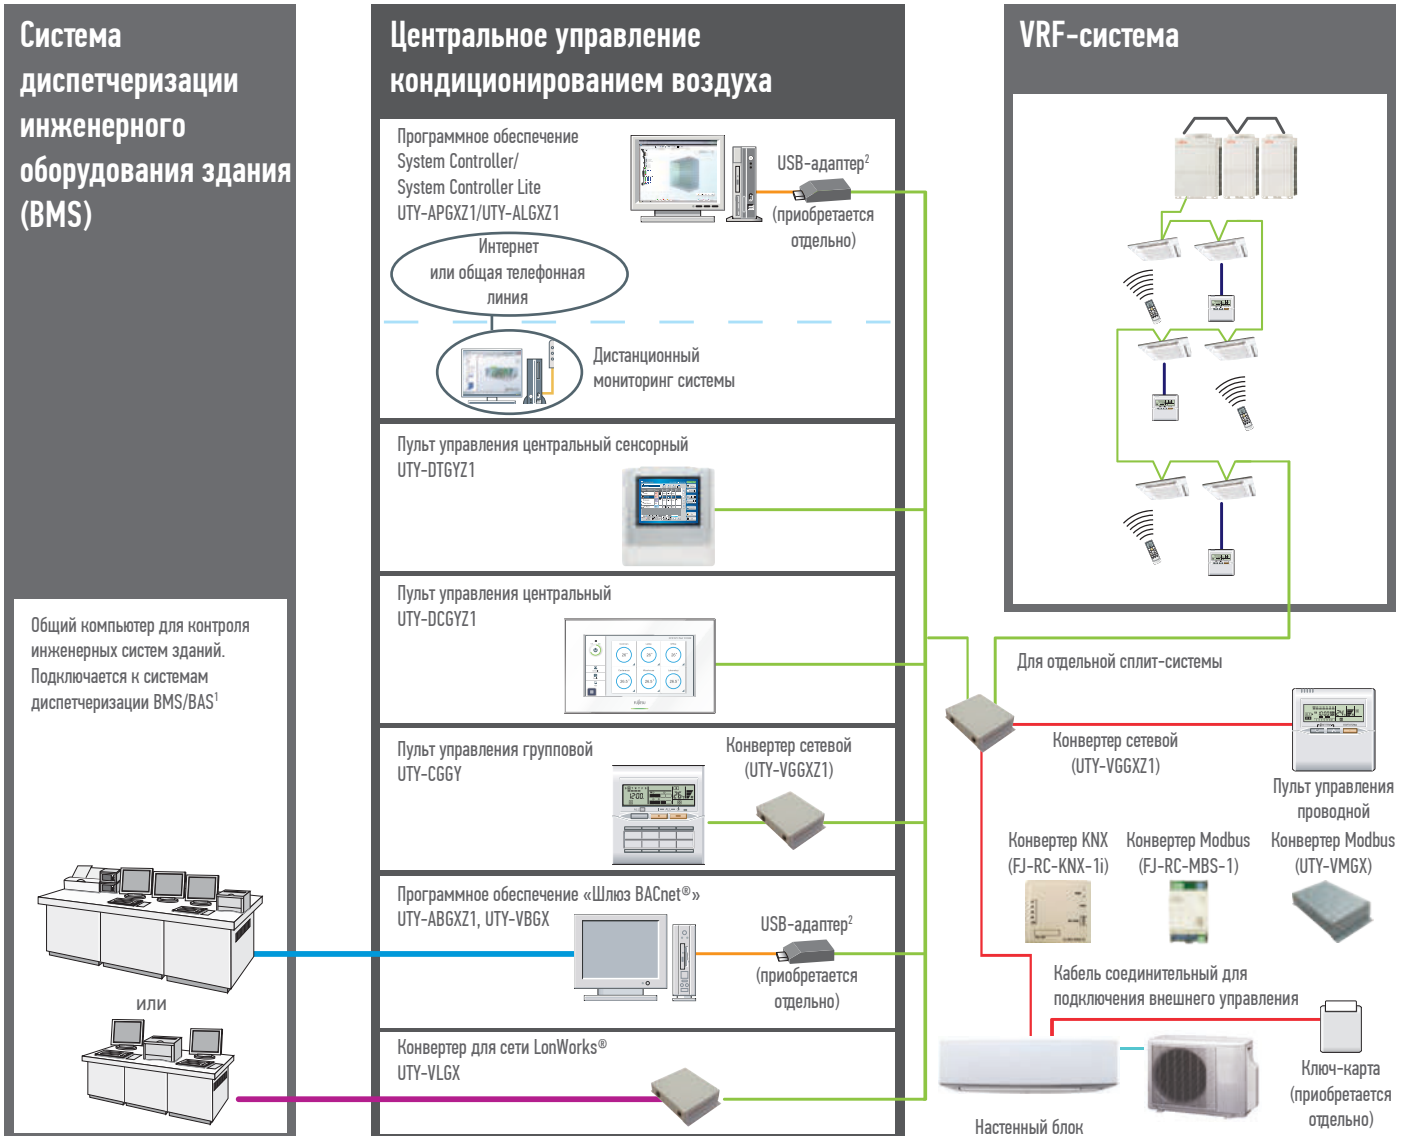 Система
диспетчеризации
инженерного
оборудования здания
(BMS)
Общий компьютер для контроля
инженерных систем зданий.
Подключается к системам
диспетчеризации BMS/BAS¹
или
Центральное управление
кондиционированием воздуха
Программное обеспечение
System Controller/
System Controller Lite
UTY-APGXZ1/UTY-ALGXZ1
USB-адаптер²
(приобретается
отдельно)
Интернет
или общая телефонная
линия
Дистанционный
мониторинг системы
Пульт управления центральный сенсорный
UTY-DTGYZ1
Пульт управления центральный
UTY-DCGYZ1
Пульт управления групповой
UTY-CGGY
Конвертер сетевой
(UTY-VGGXZ1)
Программное обеспечение «Шлюз BACnet®»
UTY-ABGXZ1, UTY-VBGX
USB-адаптер²
(приобретается
отдельно)
Конвертер для сети LonWorks®
UTY-VLGX
VRF-система
Для отдельной сплит-системы
Конвертер сетевой
(UTY-VGGXZ1)
Пульт управления
проводной
Конвертер KNX
(FJ-RC-KNX-1i)
Конвертер Modbus
(FJ-RC-MBS-1)
Конвертер Modbus
(UTY-VMGX)
Кабель соединительный для
подключения внешнего управления
Ключ-карта
(приобретается
отдельно)
Настенный блок